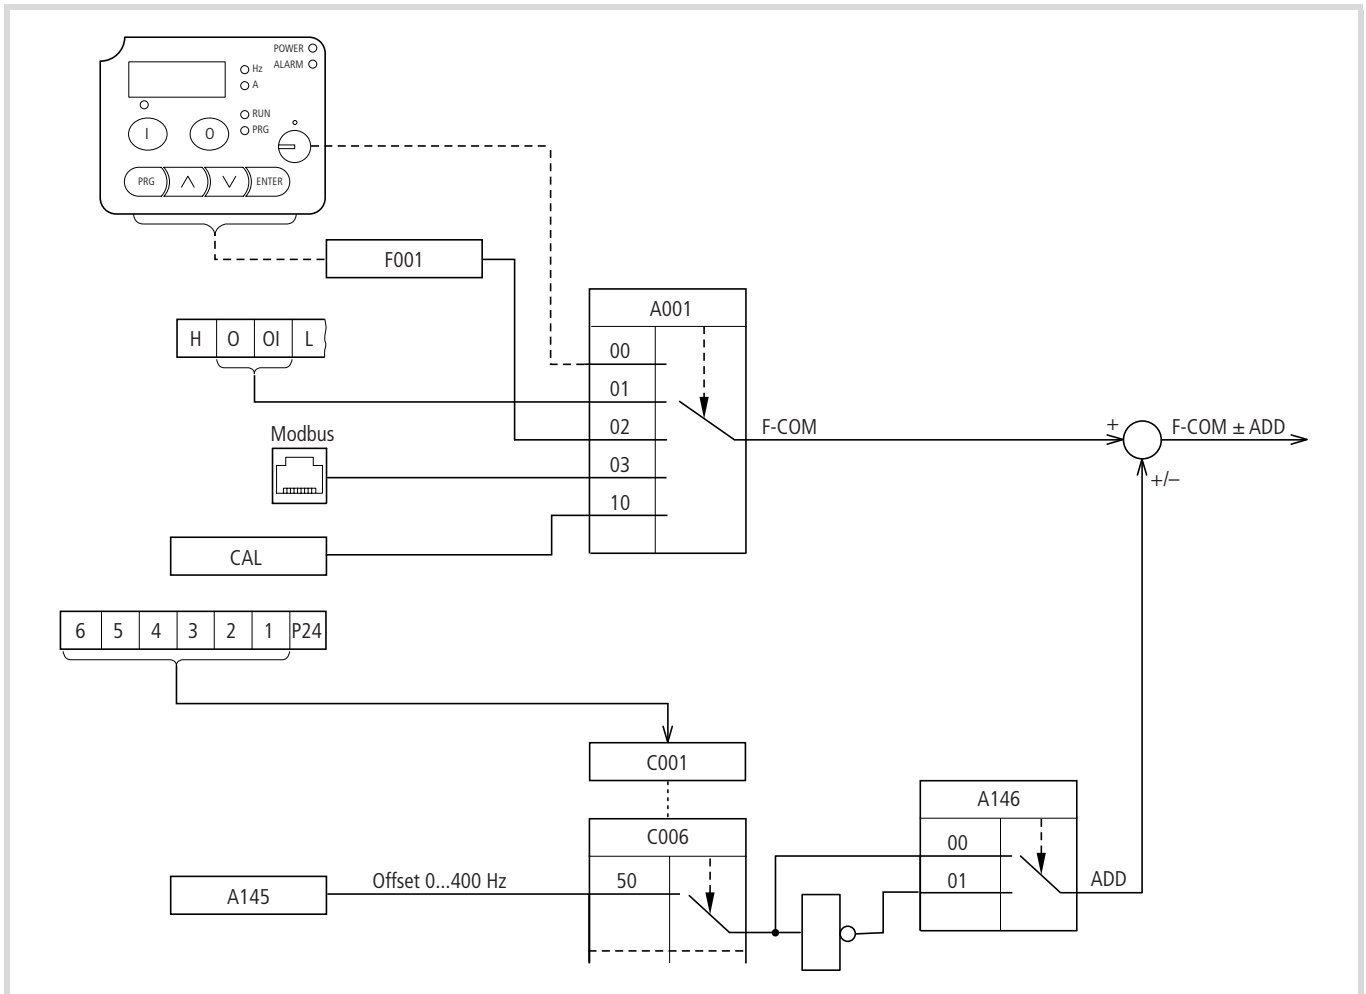 POWER
ALARM
Hz
A
RUN
PRG
I
O
PRG
ENTER
F001
H O OI L
A001
00
01
02
03
10
Modbus
F-COM
+
F-COM ± ADD
+/–
CAL
6 5 4 3 2 1 P24
C001
C006
50
A145
Offset 0...400 Hz
A146
00
01
ADD